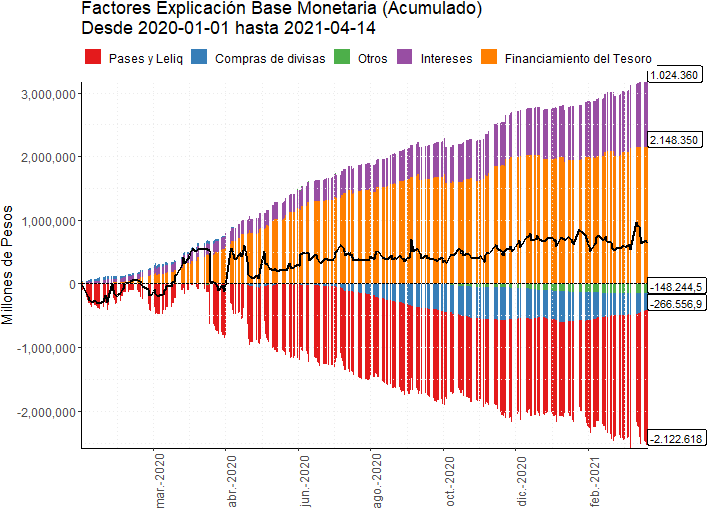 Factores Explicación Base Monetaria (Acumulado)
Desde 2020-01-01 hasta 2021-04-14
Pases y Leliq Compras de divisas Otros Intereses Financiamiento del Tesoro
1.024.360
3,000,000
2.148.350
2,000,000
1,000,000
Millones de Pesos
0
-148.244,5
-266.556,9
-1,000,000
-2,000,000
-2.122.618
mar.-2020 abr.-2020 jun.-2020 ago.-2020 oct.-2020 dic.-2020 feb.-2021